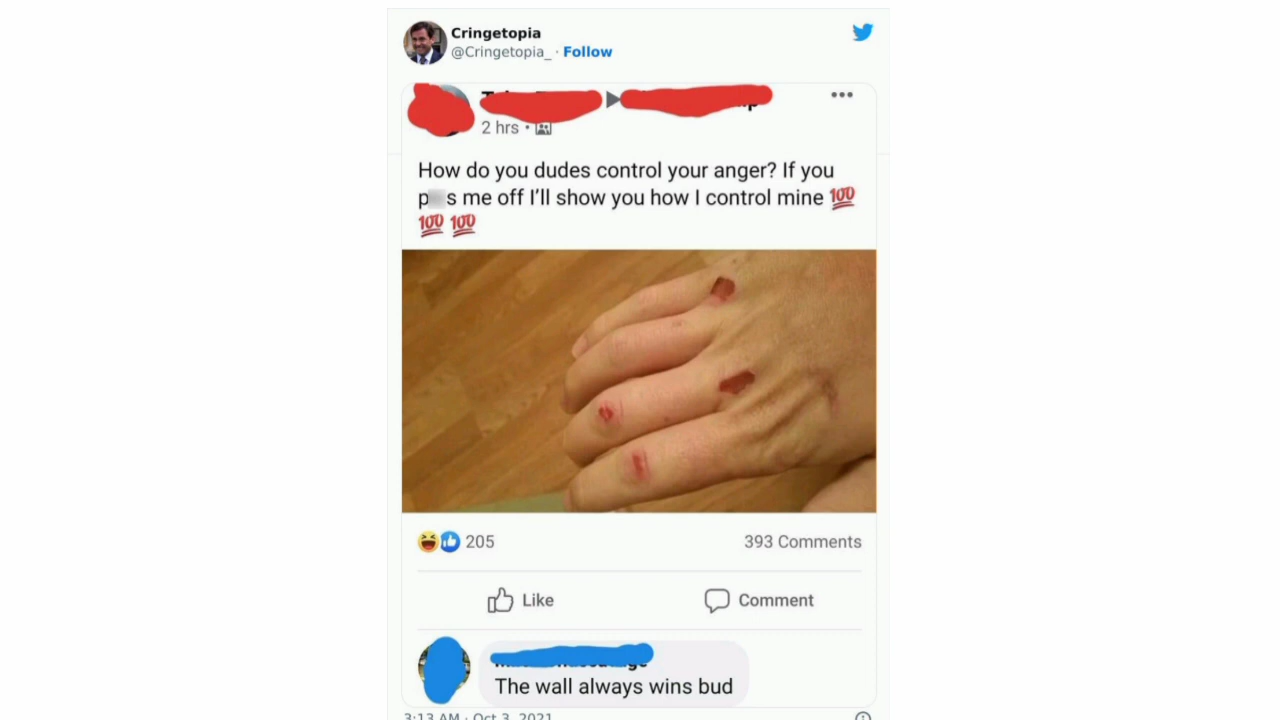 Cringetopia
@Cringetopia_ · Follow
2 hrs •
How do you dudes control your anger? If you
p s me off I'll show you how I control mine 💯
💯 💯
205
393 Comments
Like
Comment
The wall always wins bud
3:13 AM · Oct 3, 2021